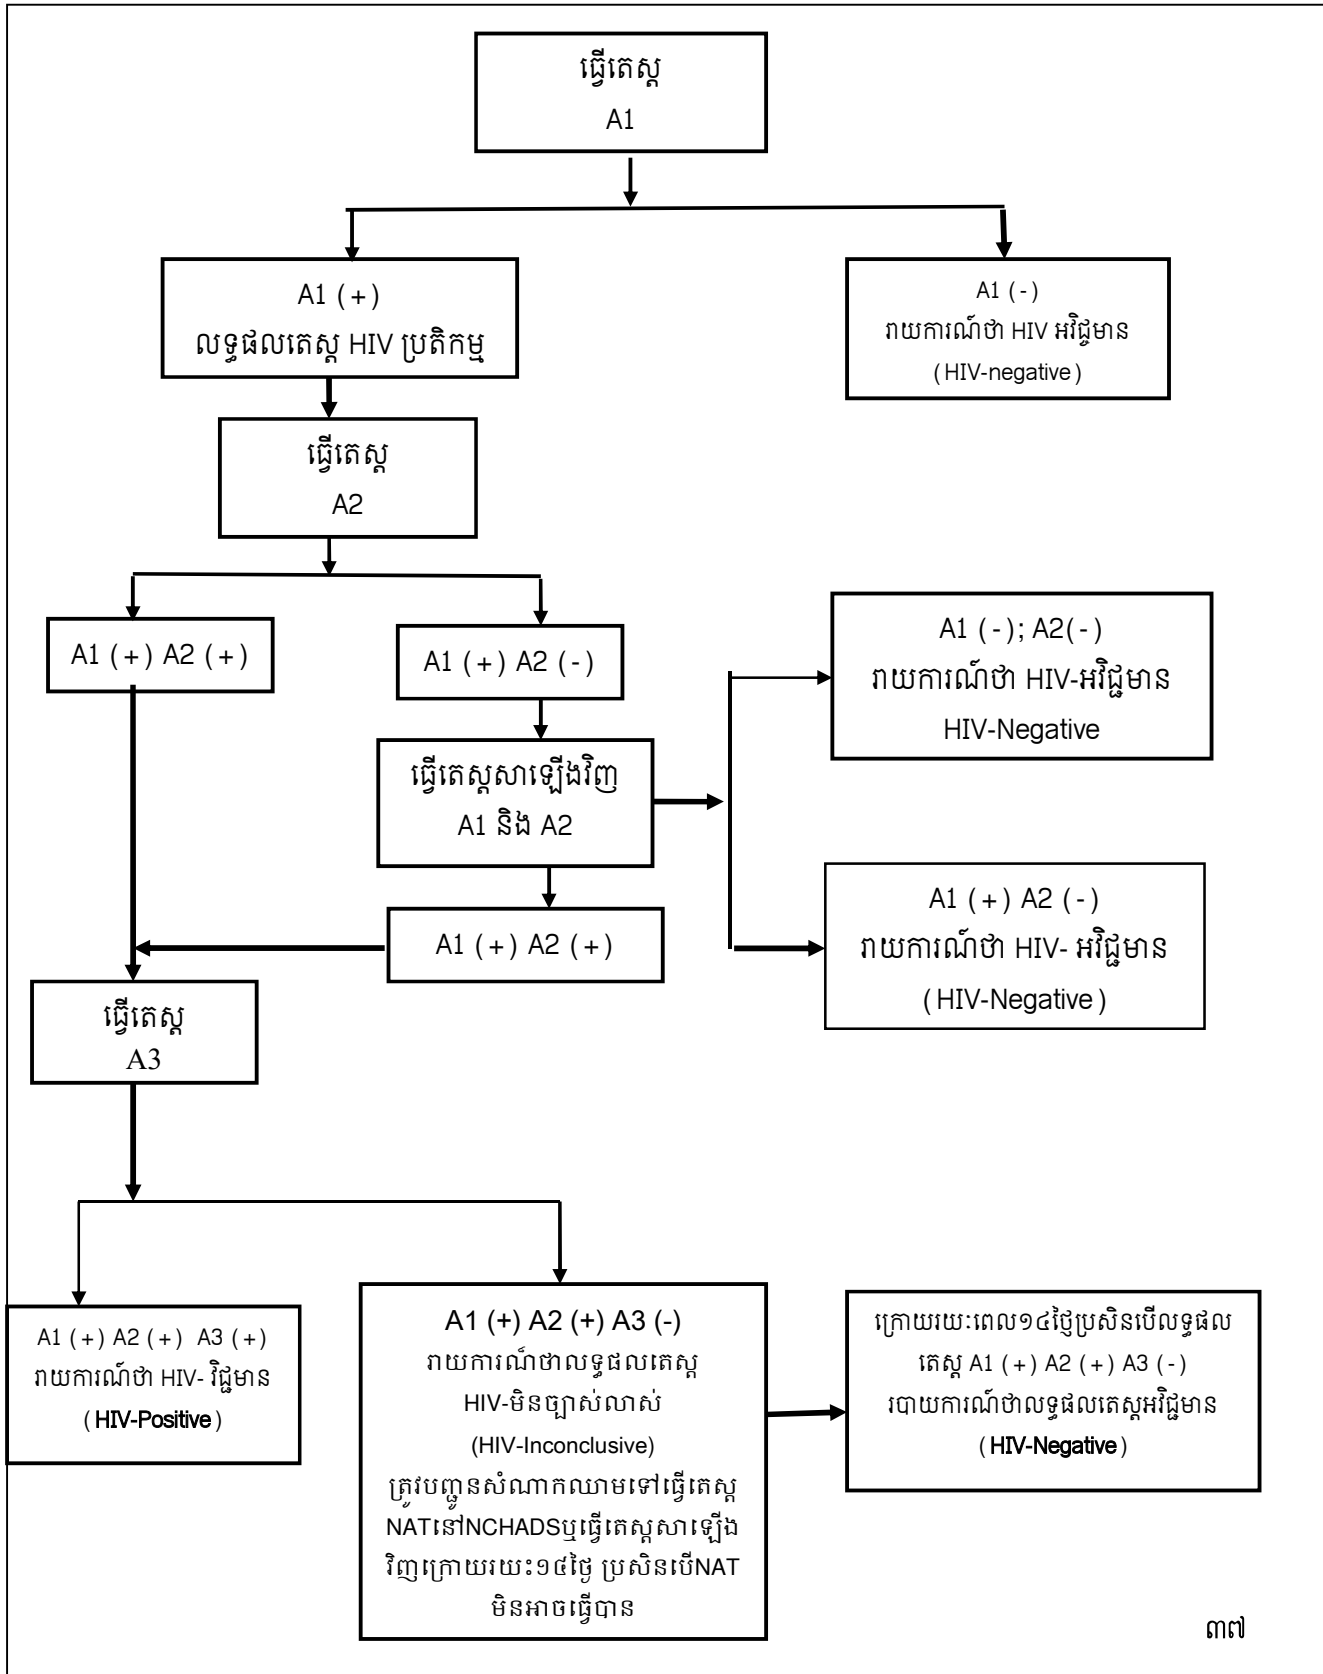 ធ្វើតេស្ត
A1
A1 (+)
លទ្ធផលតេស្ត HIV ប្រតិកម្ម
A1 (-)
រាយការណ៍ថា HIV អវិជ្ចមាន
(HIV-negative)
ធ្វើតេស្ត
A2
A1 (+) A2 (+)
A1 (+) A2 (-)
A1 (-); A2(-)
រាយការណ៍ថា HIV-អវិជ្ជមាន
HIV-Negative
ធ្វើតេស្តសាឡើងវិញ
A1 និង A2
A1 (+) A2 (+)
A1 (+) A2 (-)
រាយការណ៍ថា HIV- អវិជ្ជមាន
(HIV-Negative)
ធ្វើតេស្ត
A3
A1 (+) A2 (+) A3 (+)
រាយការណ៍ថា HIV- វិជ្ជមាន
(HIV-Positive)
A1 (+) A2 (+) A3 (-)
រាយការណ៍ថាលទ្ធផលតេស្ត
HIV-មិនច្បាស់លាស់
(HIV-Inconclusive)
ត្រូវបញ្ជូនសំណាកឈាមទៅធ្វើតេស្ត
NATនៅNCHADSឬធ្វើតេស្តសាឡើង
វិញក្រោយរយះ១៤ថ្ងៃ ប្រសិនបើNAT
មិនអាចធ្វើបាន
ក្រោយរយៈពេល១៤ថ្ងៃប្រសិនបើលទ្ធផល
តេស្ត A1 (+) A2 (+) A3 (-)
របាយការណ៍ថាលទ្ធផលតេស្តអវិជ្ជមាន
(HIV-Negative)
៣៧